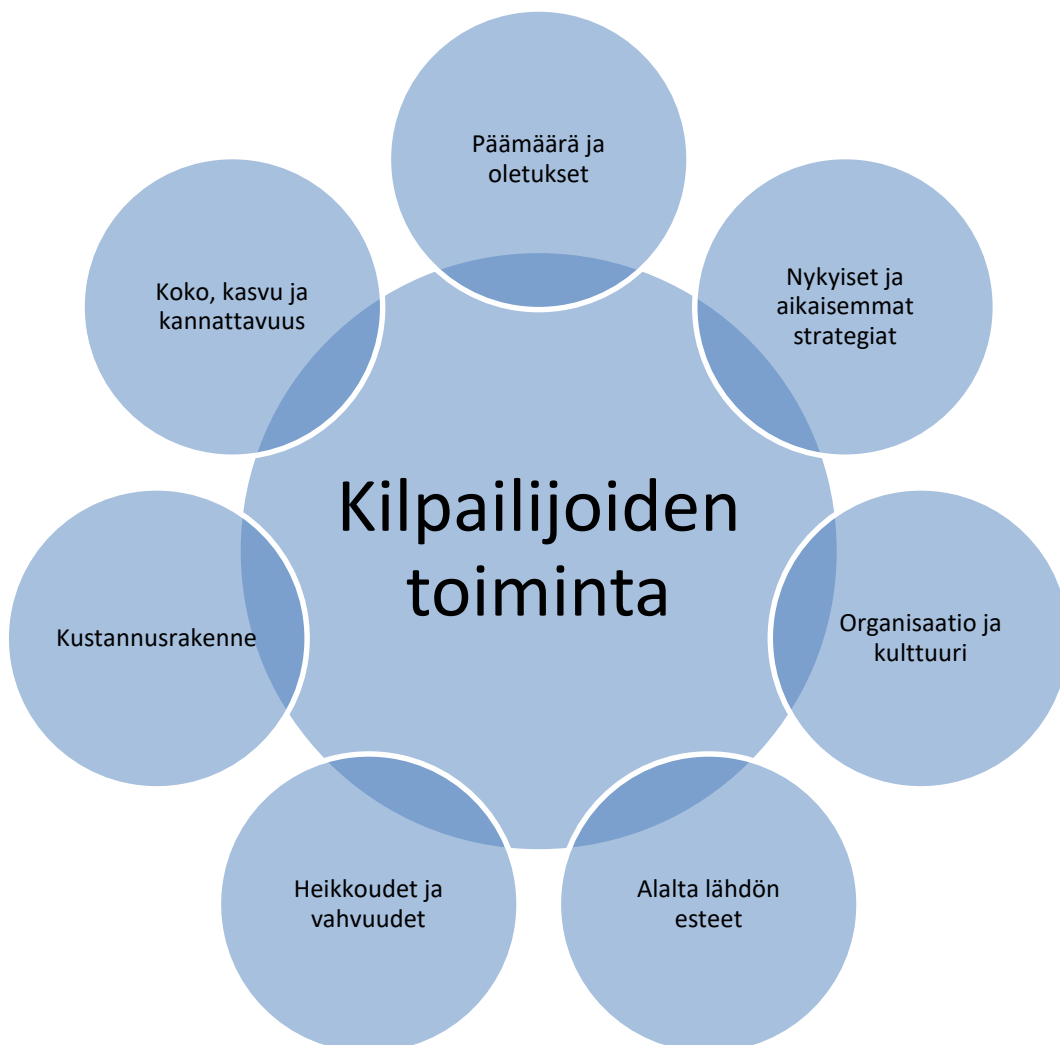 Päämäärä ja
oletukset
Nykyiset ja
aikaisemmat
strategiat
Organisaatio ja
kulttuuri
Alalta lähdön
esteet
Heikkoudet ja
vahvuudet
Kustannusrakenne
Koko, kasvu ja
kannattavuus
Kilpailijoiden
toiminta